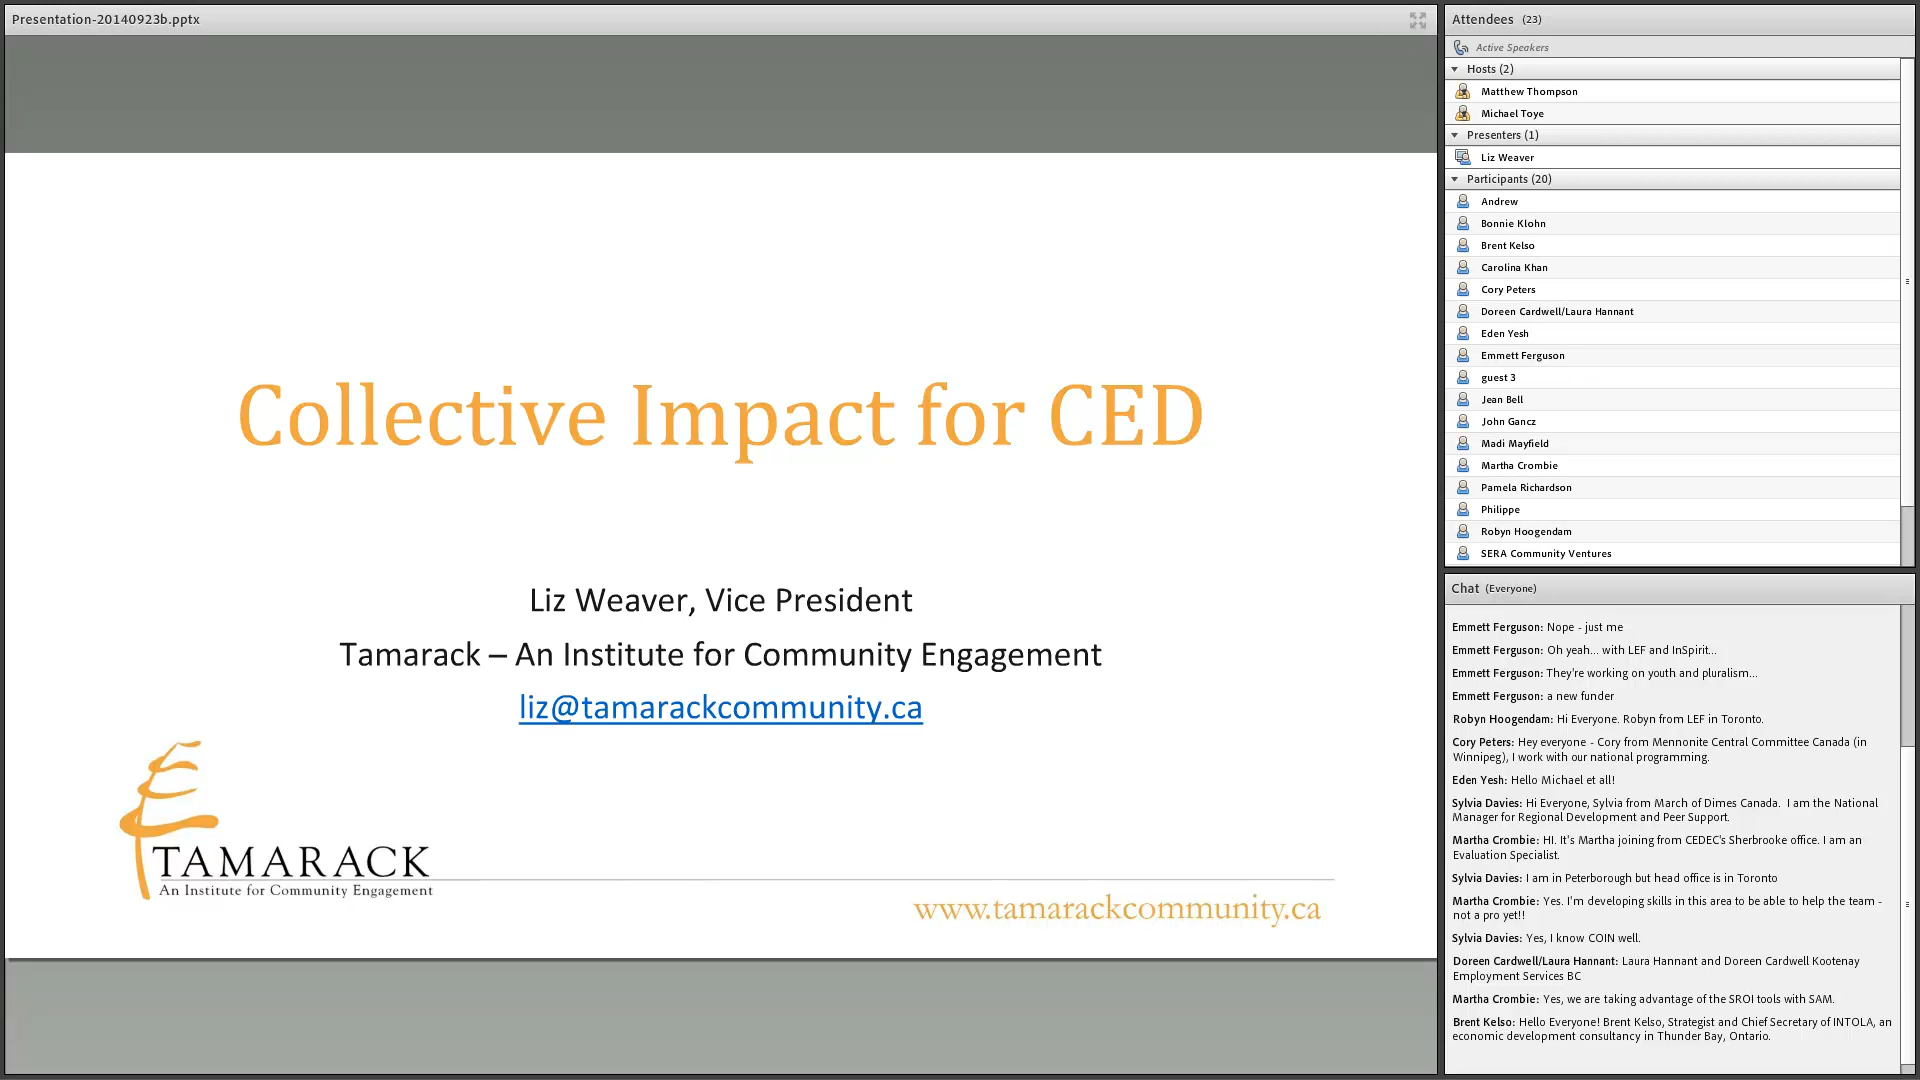 Presentation-20140923b.pptx
Collective Impact for CED
Liz Weaver, Vice President
Tamarack – An Institute for Community Engagement
liz@tamarackcommunity.ca
TAMARACK
An Institute for Community Engagement
www.tamarackcommunity.ca
Attendees (23)
Active Speakers
Hosts (2)
Matthew Thompson
Michael Toye
Presenters (1)
Liz Weaver
Participants (20)
Andrew
Bonnie Klohn
Brent Kelso
Carolina Khan
Cory Peters
Doreen Cardwell/Laura Hannant
Eden Yesh
Emmett Ferguson
guest 3
Jean Bell
John Gancz
Madi Mayfield
Martha Crombie
Pamela Richardson
Philippe
Robyn Hoogendam
SERA Community Ventures
Chat (Everyone)
Emmett Ferguson: Nope - just me
Emmett Ferguson: Oh yeah... with LEF and InSpirit...
Emmett Ferguson: They're working on youth and pluralism...
Emmett Ferguson: a new funder
Robyn Hoogendam: Hi Everyone. Robyn from LEF in Toronto.
Cory Peters: Hey everyone - Cory from Mennonite Central Committee Canada (in
Winnipeg), I work with our national programming.
Eden Yesh: Hello Michael et all!
Sylvia Davies: Hi Everyone, Sylvia from March of Dimes Canada.  I am the National
Manager for Regional Development and Peer Support.
Martha Crombie: HI. It's Martha joining from CEDEC's Sherbrooke office. I am an
Evaluation Specialist.
Sylvia Davies: I am in Peterborough but head office is in Toronto
Martha Crombie: Yes. I'm developing skills in this area to be able to help the team -
not a pro yet!!
Sylvia Davies: Yes, I know COIN well.
Doreen Cardwell/Laura Hannant: Laura Hannant and Doreen Cardwell Kootenay
Employment Services BC
Martha Crombie: Yes, we are taking advantage of the SROI tools with SAM.
Brent Kelso: Hello Everyone! Brent Kelso, Strategist and Chief Secretary of INTOLA, an
economic development consultancy in Thunder Bay, Ontario.